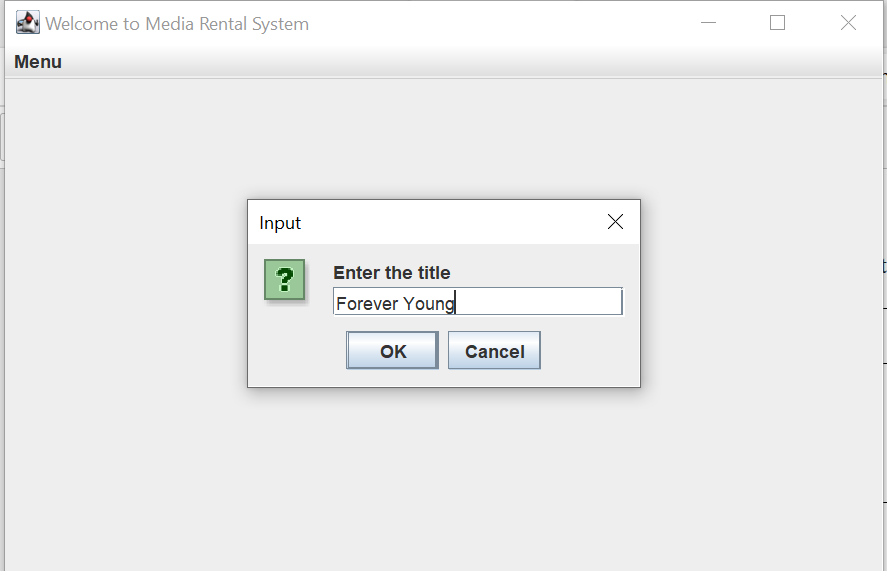 Welcome to Media Rental System
Menu
Input
?
Enter the title
Forever Young
OK Cancel